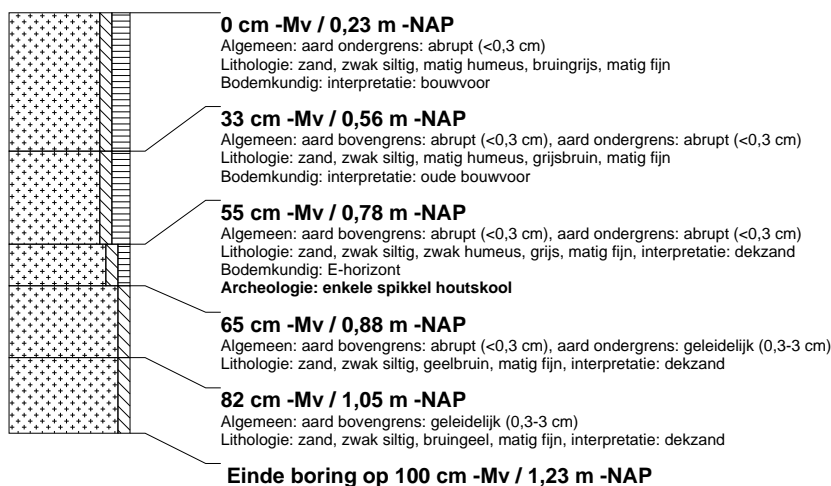 0 cm -Mv / 0,23 m -NAP
Algemeen: aard ondergrens: abrupt (<0,3 cm)
Lithologie: zand, zwak siltig, matig humeus, bruingrijs, matig fijn
Bodemkundig: interpretatie: bouwvoor
33 cm -Mv / 0,56 m -NAP
Algemeen: aard bovengrens: abrupt (<0,3 cm), aard ondergrens: abrupt (<0,3 cm)
Lithologie: zand, zwak siltig, matig humeus, grijsbruin, matig fijn
Bodemkundig: interpretatie: oude bouwvoor
55 cm -Mv / 0,78 m -NAP
Algemeen: aard bovengrens: abrupt (<0,3 cm), aard ondergrens: abrupt (<0,3 cm)
Lithologie: zand, zwak siltig, zwak humeus, grijs, matig fijn, interpretatie: dekzand
Bodemkundig: E-horizont
Archeologie: enkele spikkel houtskool
65 cm -Mv / 0,88 m -NAP
Algemeen: aard bovengrens: abrupt (<0,3 cm), aard ondergrens: geleidelijk (0,3-3 cm)
Lithologie: zand, zwak siltig, geelbruin, matig fijn, interpretatie: dekzand
82 cm -Mv / 1,05 m -NAP
Algemeen: aard bovengrens: geleidelijk (0,3-3 cm)
Lithologie: zand, zwak siltig, bruingeel, matig fijn, interpretatie: dekzand
Einde boring op 100 cm -Mv / 1,23 m -NAP